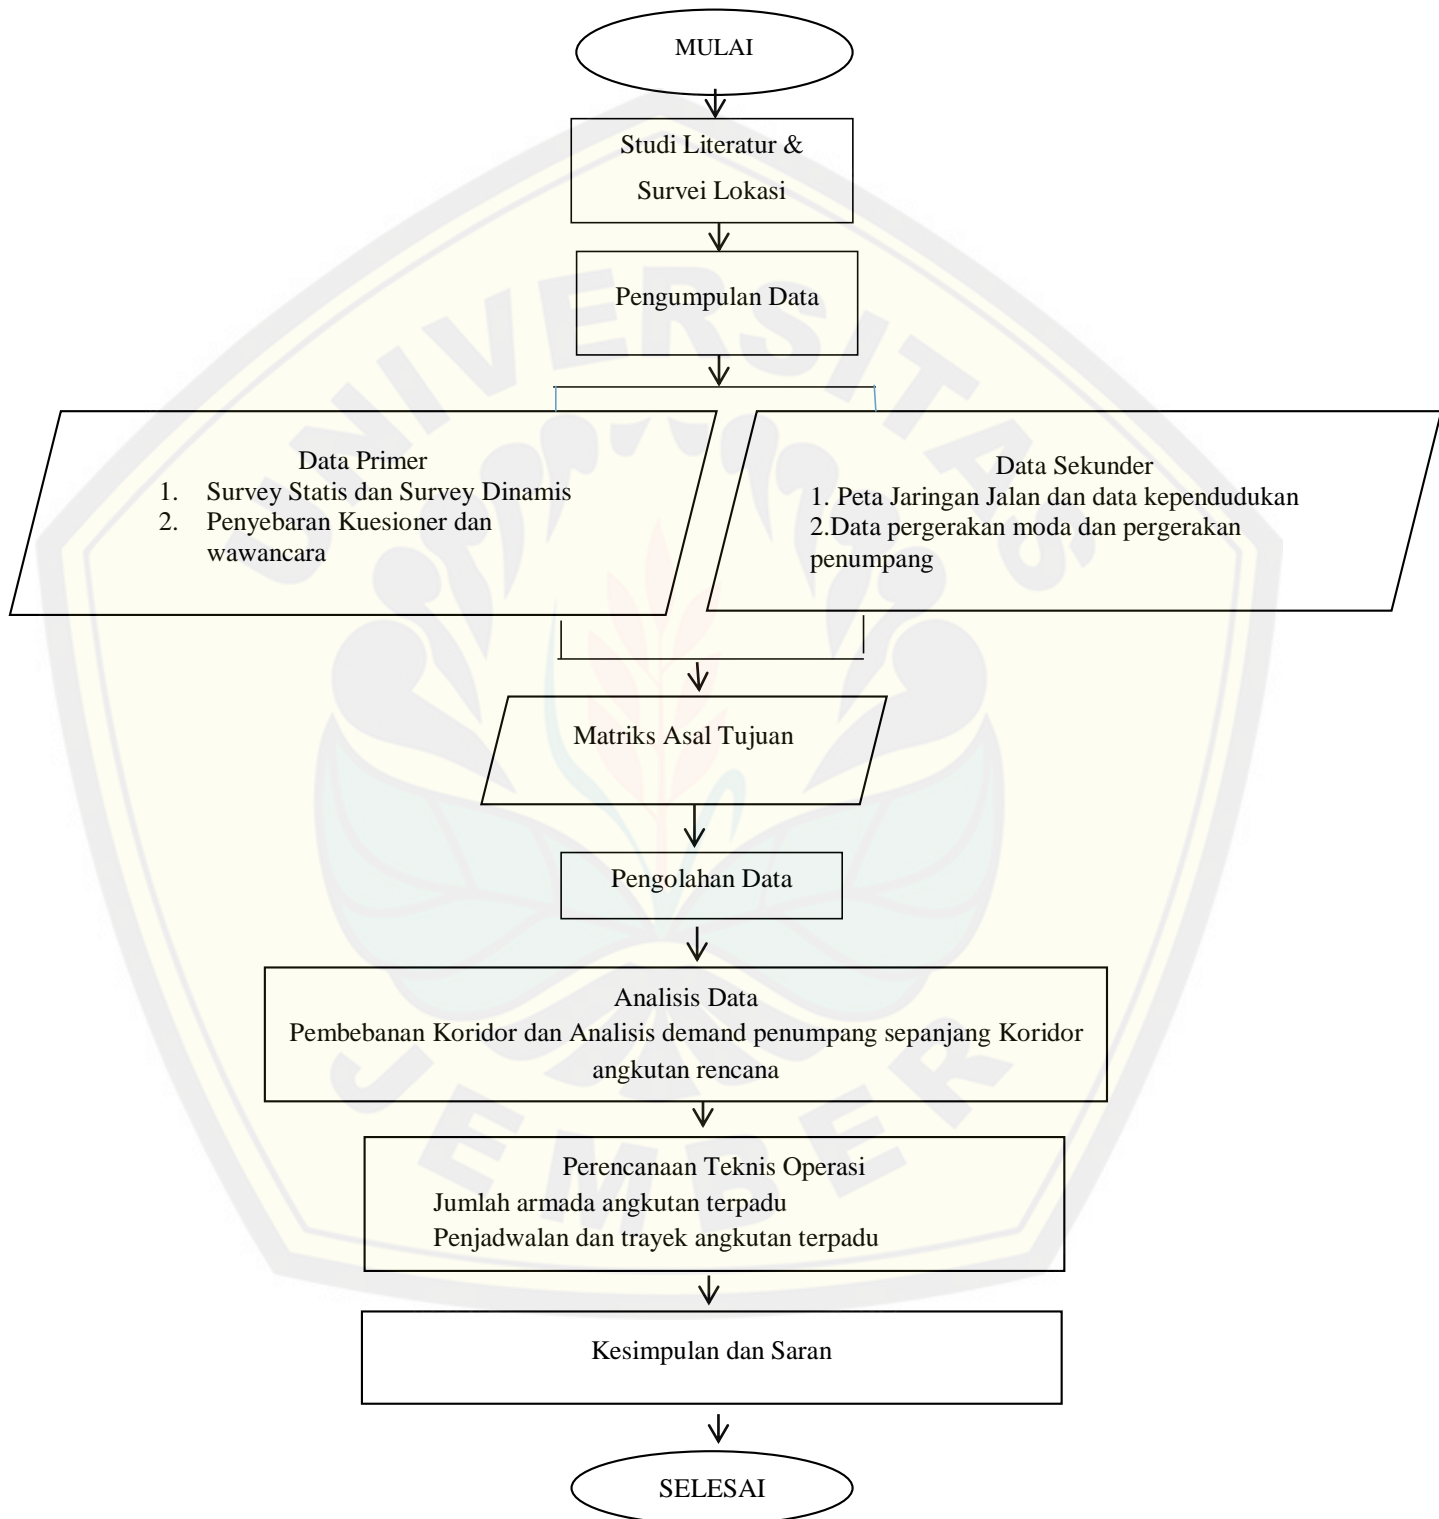 MULAI
Studi Literatur &
Survei Lokasi
Pengumpulan Data
Data Primer
1. Survey Statis dan Survey Dinamis
2. Penyebaran Kuesioner dan
wawancara
Data Sekunder
1. Peta Jaringan Jalan dan data kependudukan
2.Data pergerakan moda dan pergerakan
penumpang
Matriks Asal Tujuan
Pengolahan Data
Analisis Data
Pembebanan Koridor dan Analisis demand penumpang sepanjang Koridor
angkutan rencana
Perencanaan Teknis Operasi
Jumlah armada angkutan terpadu
Penjadwalan dan trayek angkutan terpadu
Kesimpulan dan Saran
SELESAI
UNIVERSITAS
JEMBER